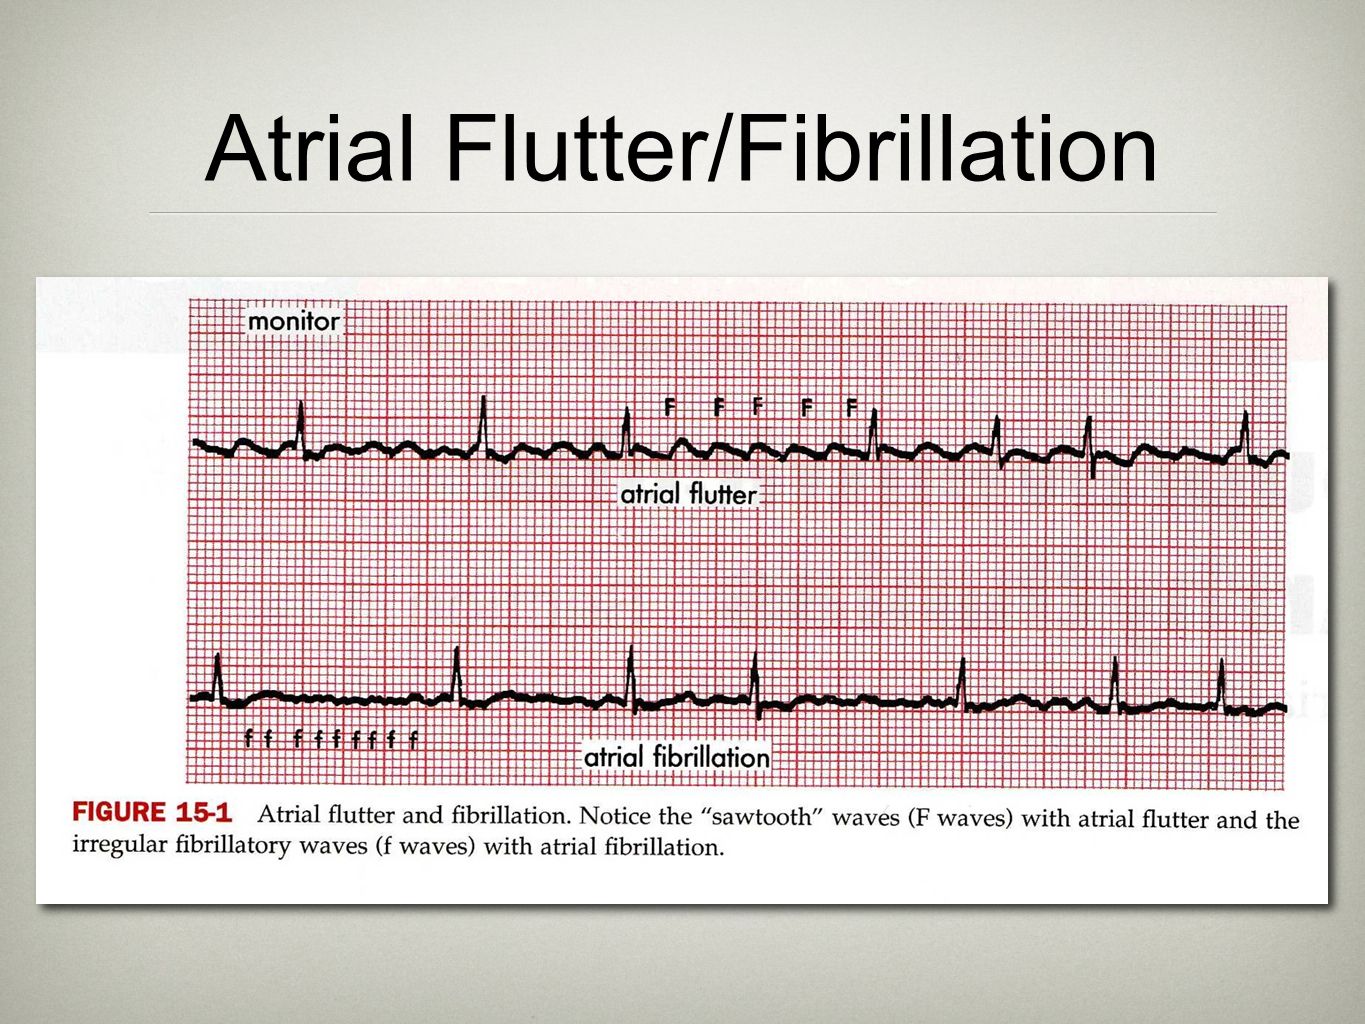 Atrial Flutter/Fibrillation
monitor
F F F F F
atrial flutter
f f f f f f f f f
atrial fibrillation
FIGURE 15-1 Atrial flutter and fibrillation. Notice the “sawtooth” waves (F waves) with atrial flutter and the
irregular fibrillatory waves (f waves) with atrial fibrillation.